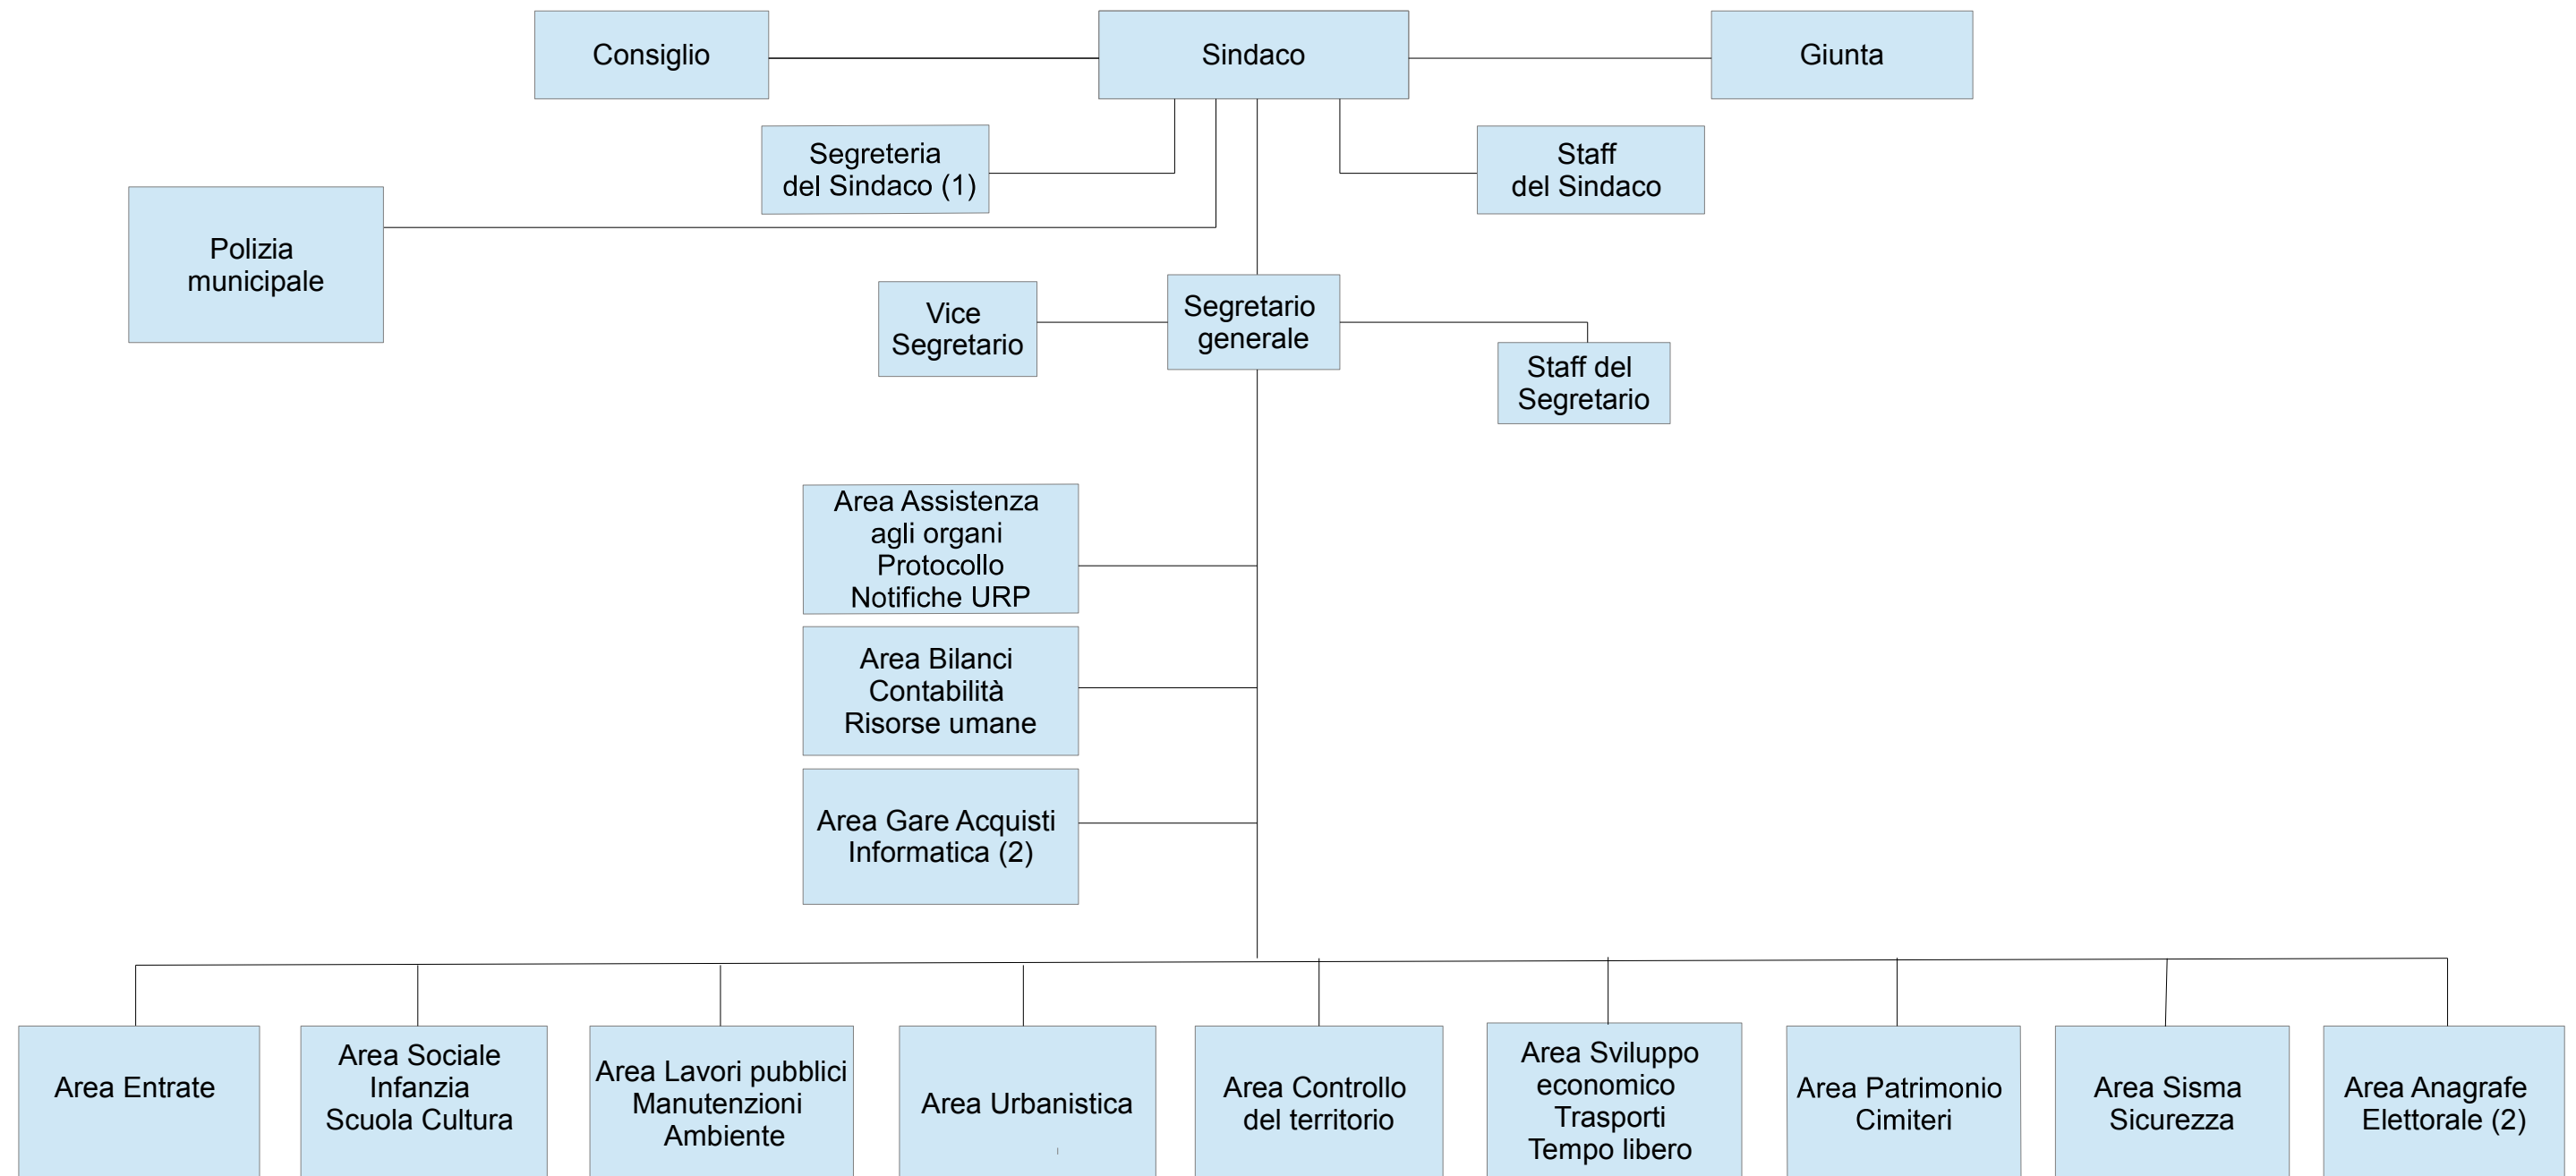 Consiglio
Sindaco
Giunta
Segreteria
del Sindaco (1)
Staff
del Sindaco
Polizia
municipale
Vice
Segretario
Segretario
generale
Staff del
Segretario
Area Assistenza
agli organi
Protocollo
Notifiche URP
Area Bilanci
Contabilità
Risorse umane
Area Gare Acquisti
Informatica (2)
Area Entrate
Area Sociale
Infanzia
Scuola Cultura
Area Lavori pubblici
Manutenzioni
Ambiente
Area Urbanistica
Area Controllo
del territorio
Area Sviluppo
economico
Trasporti
Tempo libero
Area Patrimonio
Cimiteri
Area Sisma
Sicurezza
Area Anagrafe
Elettorale (2)